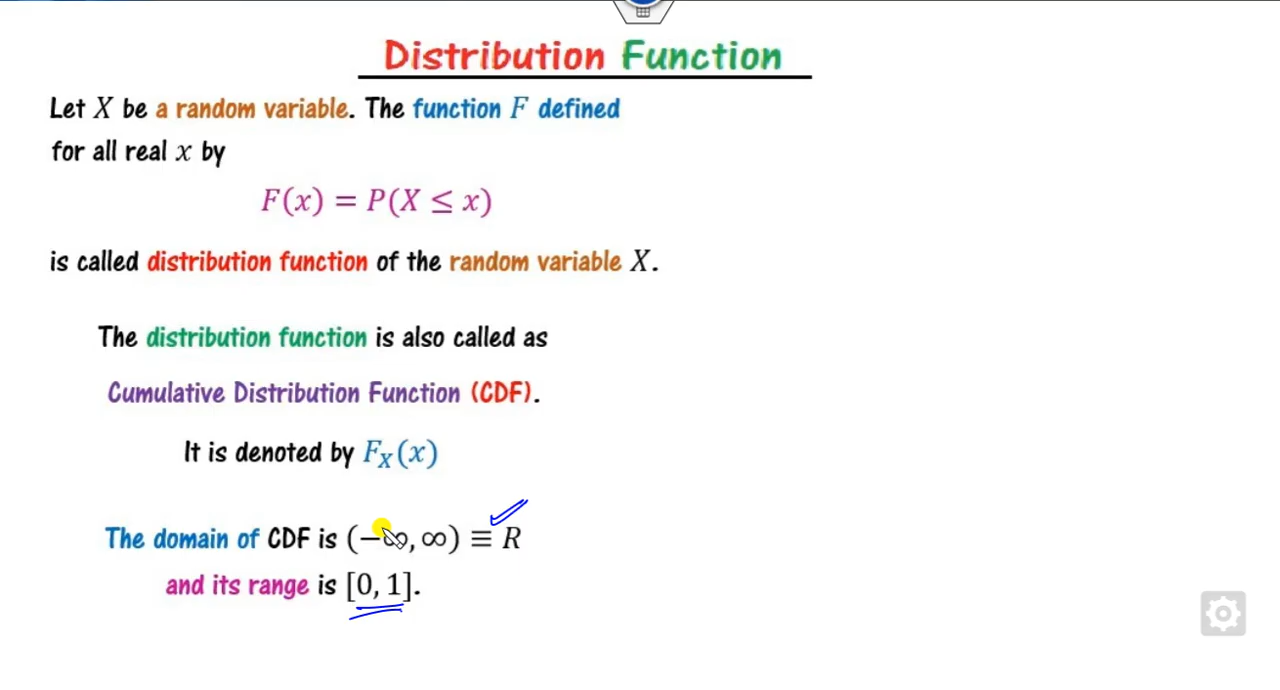 Distribution Function
Let X be a random variable. The function F defined
for all real x by
F(x) = P(X ≤ x)
is called distribution function of the random variable X.
The distribution function is also called as
Cumulative Distribution Function (CDF).
It is denoted by F_X(x)
The domain of CDF is (−∞, ∞) ≡ R
and its range is [0, 1].